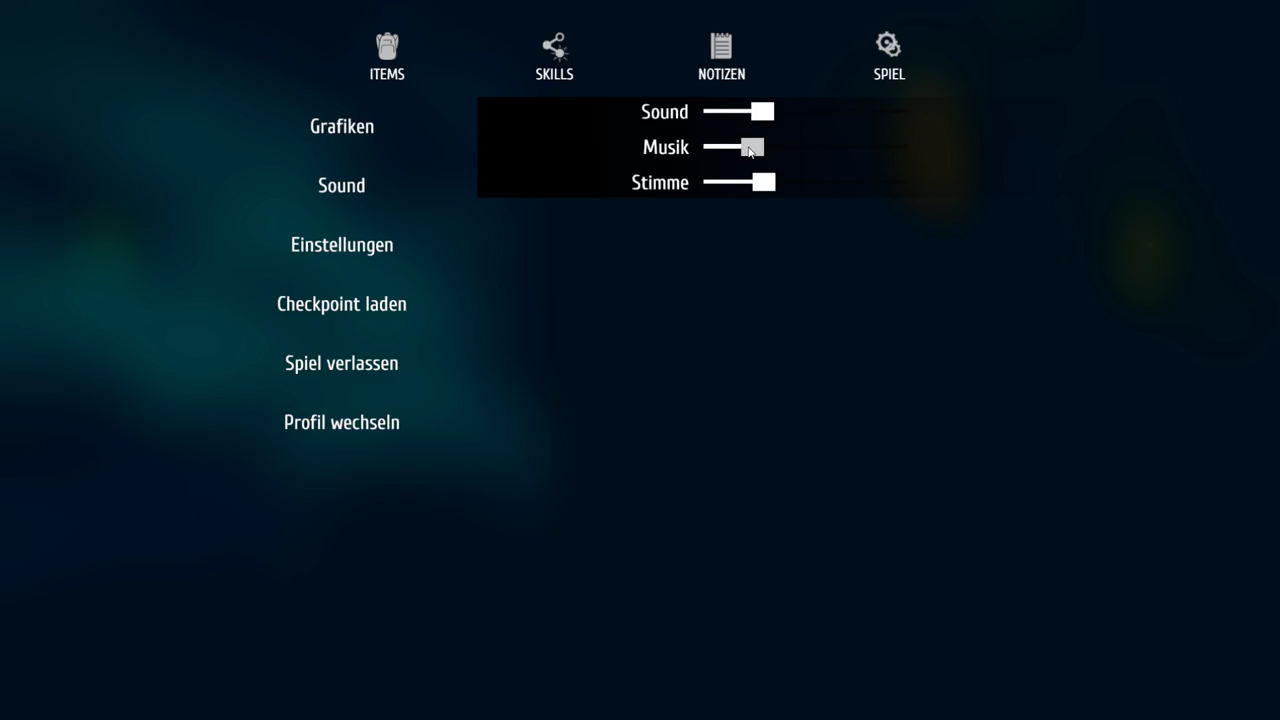 ITEMS SKILLS NOTIZEN SPIEL
Grafiken
Sound
Einstellungen
Checkpoint laden
Spiel verlassen
Profil wechseln
Sound
Musik
Stimme